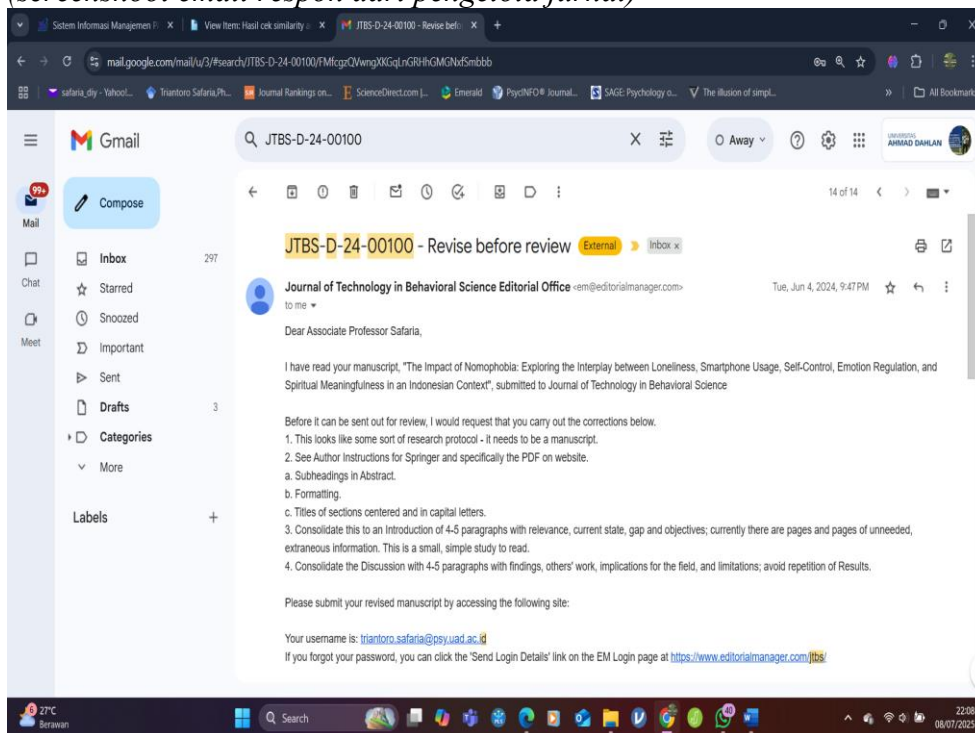 (screenshoot email respon dari pengelola jurnal)
Sistem Informasi Manajemen P
View Item: Hasil cek similarity
JTBS-D-24-00100 - Revise befo
mail.google.com/mail/u/3/#search/JTBS-D-24-00100/FMfcgzQVwngXKGqLnGRHhGMGNxfSmbbb
safaria_diy - Yahoo!...
Triantoro Safaria,Ph...
Journal Rankings on...
ScienceDirect.com |...
Emerald
PsycINFO® Journal...
SAGE: Psychology o...
The illusion of simpl...
All Bookmark
Gmail
JTBS-D-24-00100
Away
UNIVERSITAS
AHMAD DAHLAN
99+
Mail
Chat
Meet
Compose
Inbox 297
Starred
Snoozed
Important
Sent
Drafts 3
Categories
More
Labels
14 of 14
JTBS-D-24-00100 - Revise before review External Inbox x
Journal of Technology in Behavioral Science Editorial Office <em@editorialmanager.com> Tue, Jun 4, 2024, 9:47 PM
to me
Dear Associate Professor Safaria,
I have read your manuscript, "The Impact of Nomophobia: Exploring the Interplay between Loneliness, Smartphone Usage, Self-Control, Emotion Regulation, and
Spiritual Meaningfulness in an Indonesian Context", submitted to Journal of Technology in Behavioral Science
Before it can be sent out for review, I would request that you carry out the corrections below.
1. This looks like some sort of research protocol - it needs to be a manuscript.
2. See Author Instructions for Springer and specifically the PDF on website.
a. Subheadings in Abstract.
b. Formatting.
c. Titles of sections centered and in capital letters.
3. Consolidate this to an Introduction of 4-5 paragraphs with relevance, current state, gap and objectives; currently there are pages and pages of unneeded,
extraneous information. This is a small, simple study to read.
4. Consolidate the Discussion with 4-5 paragraphs with findings, others' work, implications for the field, and limitations; avoid repetition of Results.
Please submit your revised manuscript by accessing the following site:
Your username is: triantoro.safaria@psy.uad.ac.id
If you forgot your password, you can click the 'Send Login Details' link on the EM Login page at https://www.editorialmanager.com/jtbs/
27°C
Berawan
Search
22:08
08/07/2025